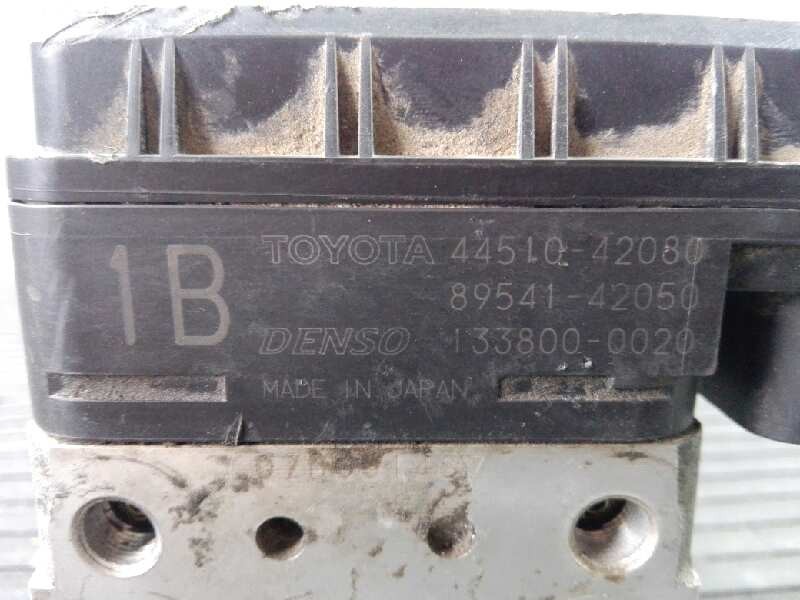 1B
TOYOTA 44510-42080
89541-42050
DENSO 133800-0020
MADE IN JAPAN